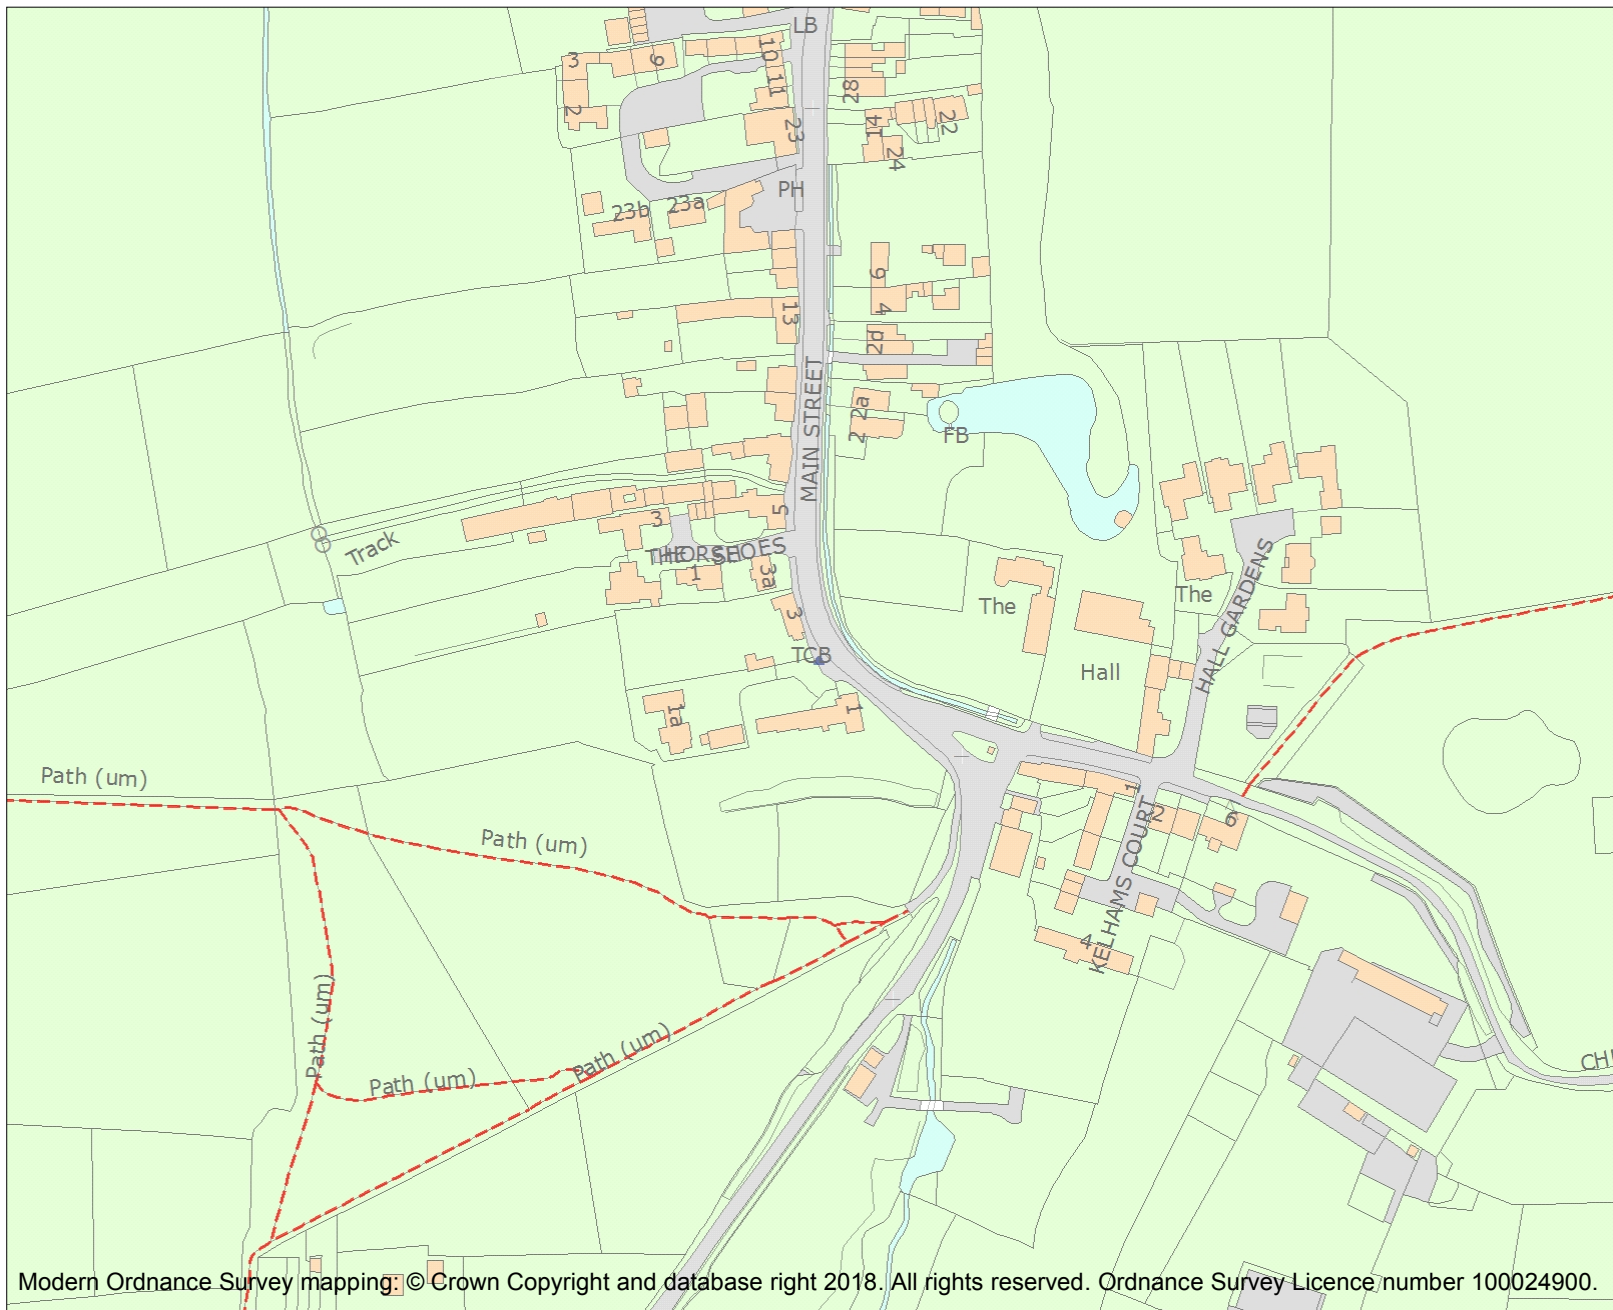 LB
3
6
10
11
28
2
23
14
22
24
PH
23b
23a
6
4
13
2d
MAIN STREET
2a
2
FB
5
3
Track
THE HORSESHOES
1
3a
3
The
The
HALL GARDENS
TCB
Hall
1a
1
Path (um)
Path (um)
1
2
6
KELHAMS COURT
4
Path (um)
Path (um)
Path (um)
CH
Modern Ordnance Survey mapping: © Crown Copyright and database right 2018. All rights reserved. Ordnance Survey Licence number 100024900.